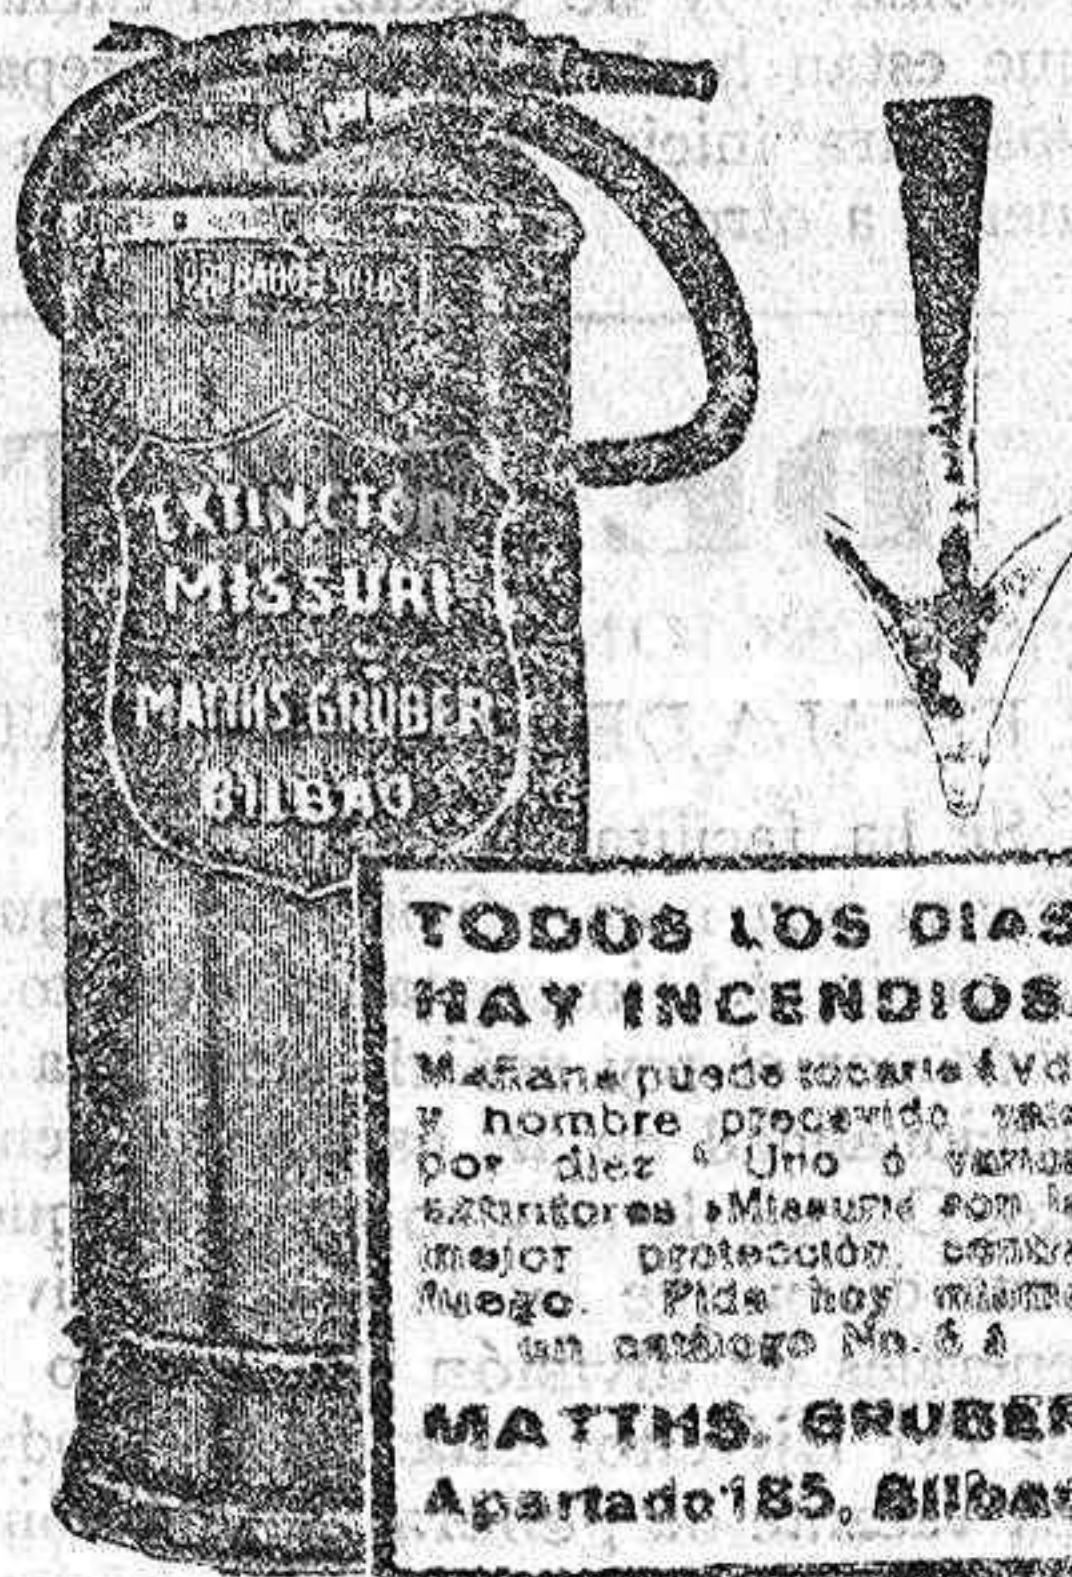 EXTINCTOR
MISSURI
MATTHS. GRUBER
BILBAO
TODOS LOS DIAS
HAY INCENDIOS.
Mañana puede tocarle á Vd.
y hombre precavido vale
por diez Uno ó varios
extintores "Missuri" son la
mejor protección contra
fuego. Pida hoy mismo
un catálogo No. 6 á
MATTHS. GRUBER
Apartado 185, Bilbao